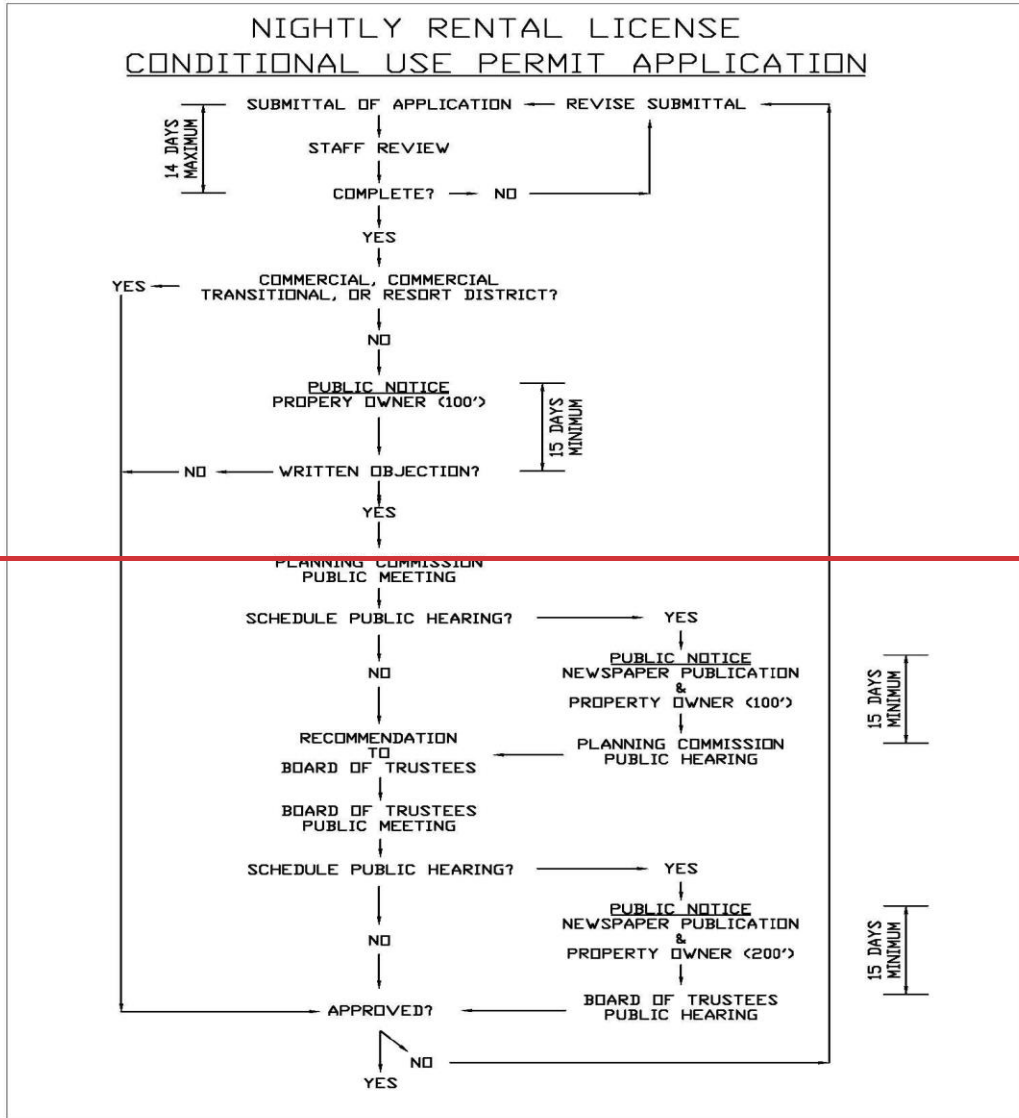 NIGHTLY RENTAL LICENSE
CONDITIONAL USE PERMIT APPLICATION
SUBMITTAL OF APPLICATION
REVISE SUBMITTAL
14 DAYS
MAXIMUM
STAFF REVIEW
COMPLETE?
NO
YES
COMMERCIAL, COMMERCIAL
TRANSITIONAL, OR RESORT DISTRICT?
YES
NO
PUBLIC NOTICE
PROPERY OWNER (100')
15 DAYS
MINIMUM
WRITTEN OBJECTION?
NO
YES
PLANNING COMMISSION
PUBLIC MEETING
SCHEDULE PUBLIC HEARING?
YES
NO
PUBLIC NOTICE
NEWSPAPER PUBLICATION
&
PROPERTY OWNER (100')
15 DAYS
MINIMUM
PLANNING COMMISSION
PUBLIC HEARING
RECOMMENDATION
TO
BOARD OF TRUSTEES
BOARD OF TRUSTEES
PUBLIC MEETING
SCHEDULE PUBLIC HEARING?
YES
NO
PUBLIC NOTICE
NEWSPAPER PUBLICATION
&
PROPERTY OWNER (200')
15 DAYS
MINIMUM
BOARD OF TRUSTEES
PUBLIC HEARING
APPROVED?
NO
YES